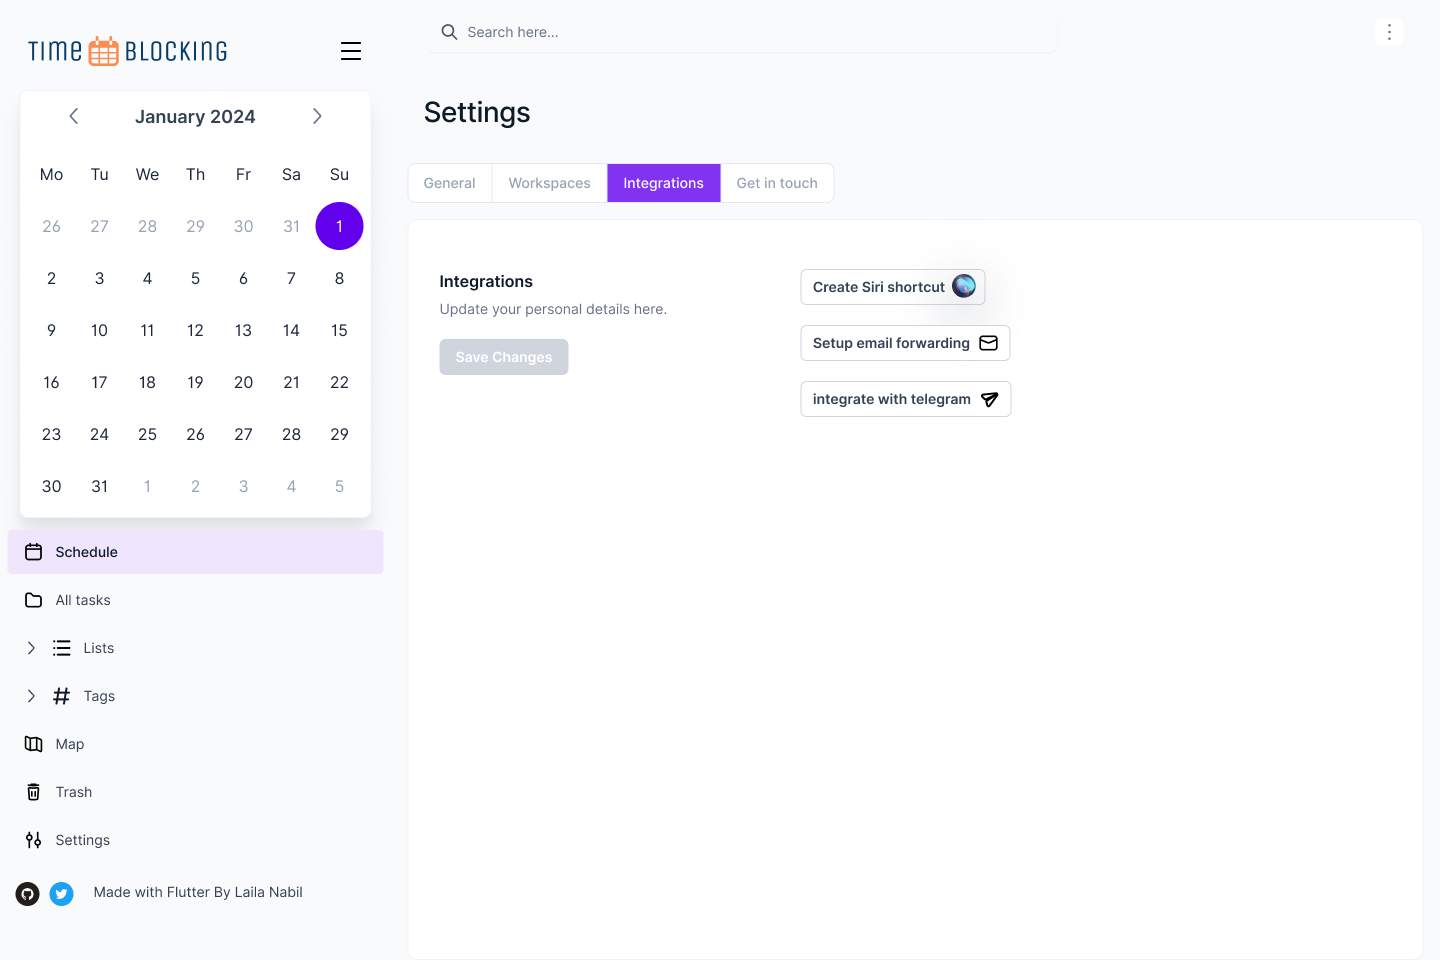 TIME BLOCKING
Search here...
January 2024
Mo Tu We Th Fr Sa Su
26 27 28 29 30 31 1
2 3 4 5 6 7 8
9 10 11 12 13 14 15
16 17 18 19 20 21 22
23 24 25 26 27 28 29
30 31 1 2 3 4 5
Schedule
All tasks
Lists
Tags
Map
Trash
Settings
Made with Flutter By Laila Nabil
Settings
General Workspaces Integrations Get in touch
Integrations
Update your personal details here.
Save Changes
Create Siri shortcut
Setup email forwarding
integrate with telegram